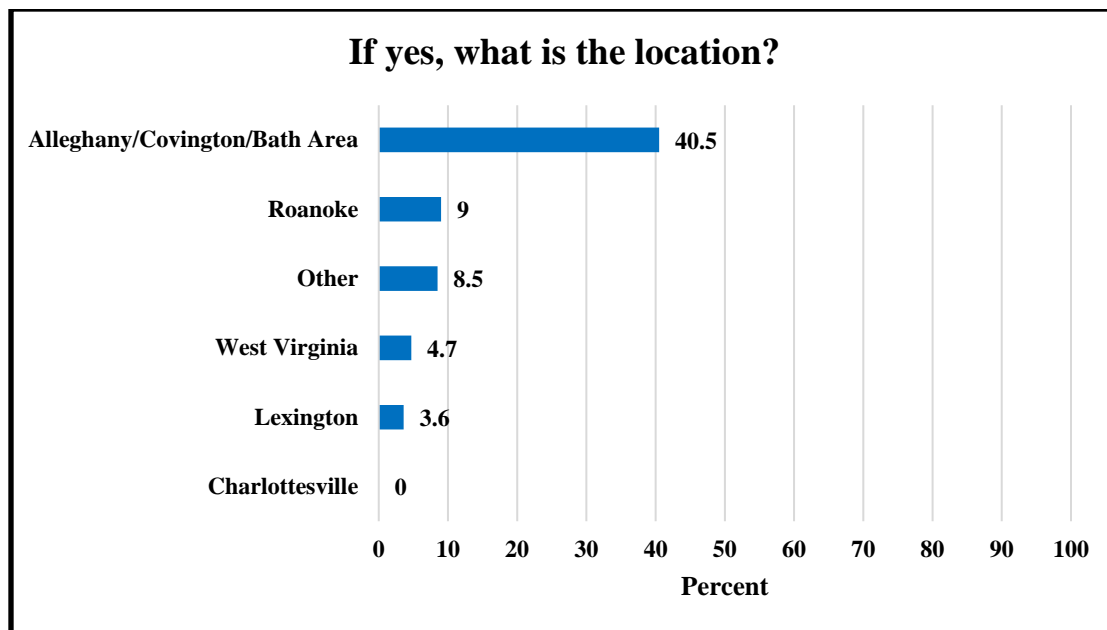 If yes, what is the location?
Alleghany/Covington/Bath Area 40.5
Roanoke 9
Other 8.5
West Virginia 4.7
Lexington 3.6
Charlottesville 0
0 10 20 30 40 50 60 70 80 90 100
Percent